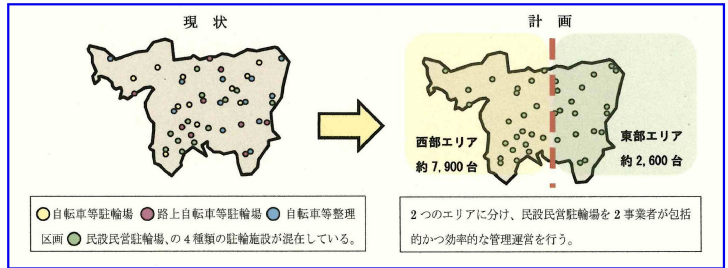 現 状
計 画
西部エリア
約 7,900 台
東部エリア
約 2,600 台
自転車等駐輪場 路上自転車等駐輪場 自転車等整理
区画 民設民営駐輪場、の 4 種類の駐輪施設が混在している。
2 つのエリアに分け、民設民営駐輪場を 2 事業者が包括
的かつ効率的な管理運営を行う。